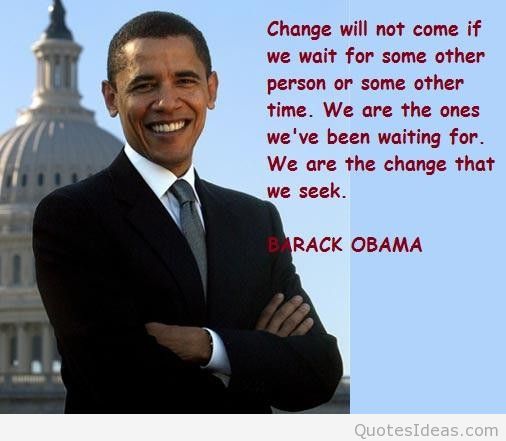 Change will not come if
we wait for some other
person or some other
time. We are the ones
we've been waiting for.
We are the change that
we seek.
BARACK OBAMA
QuotesIdeas.com